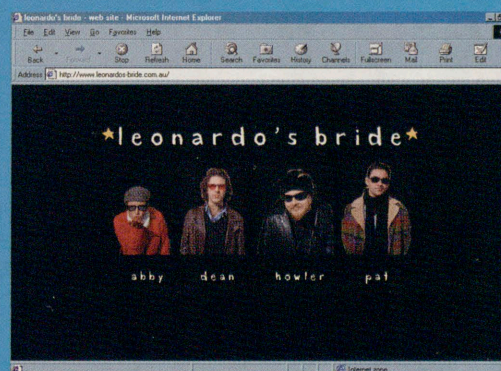 leonardo's bride - web site - Microsoft Internet Explorer
File Edit View Go Favorites Help
Back Forward Stop Refresh Home Search Favorites History Channels Fullscreen Mail Print Edit
Address http://www.leonardos-bride.com.au/
*leonardo's bride*
abby dean howler pat
Internet zone